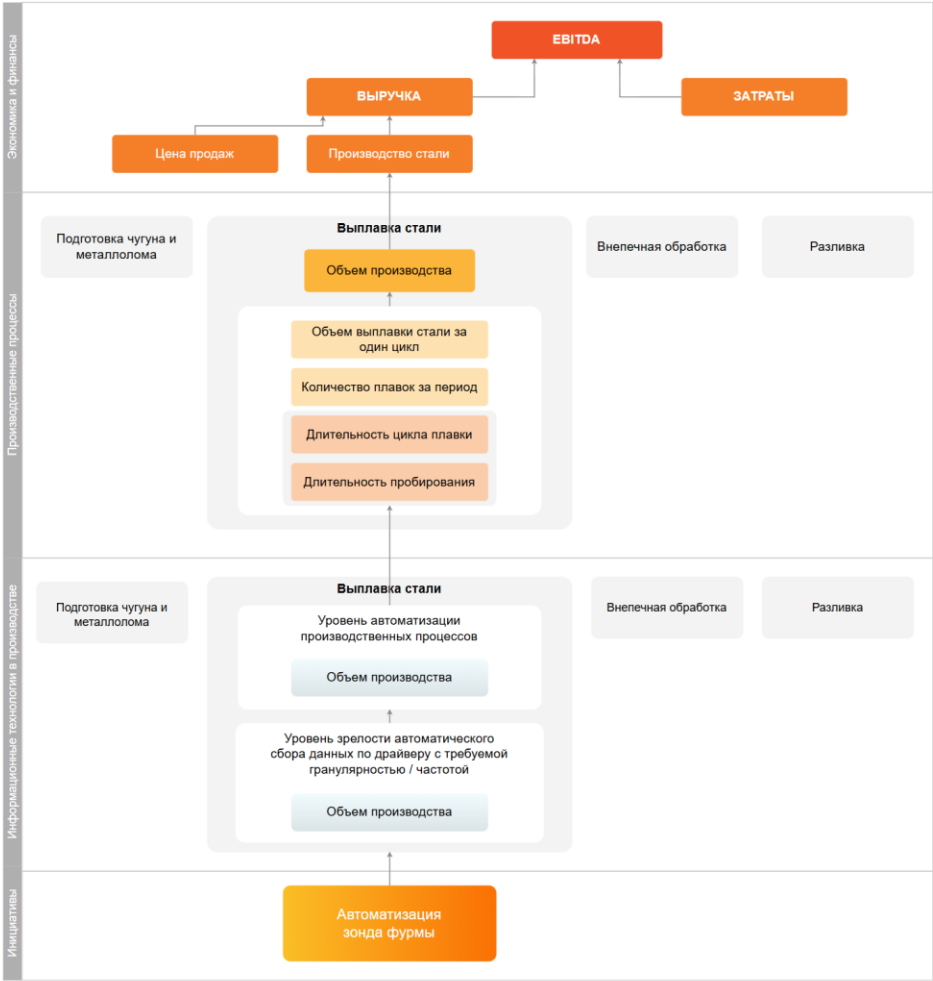 Экономика и финансы
EBITDA
ВЫРУЧКА
ЗАТРАТЫ
Цена продаж
Производство стали
Производственные процессы
Подготовка чугуна и
металлолома
Выплавка стали
Объем производства
Объем выплавки стали за
один цикл
Количество плавок за период
Длительность цикла плавки
Длительность пробирования
Внепечная обработка
Разливка
Информационные технологии в производстве
Подготовка чугуна и
металлолома
Выплавка стали
Уровень автоматизации
производственных процессов
Объем производства
Уровень зрелости автоматического
сбора данных по драйверу с требуемой
гранулярностью / частотой
Объем производства
Внепечная обработка
Разливка
Инициативы
Автоматизация
зонда фурмы